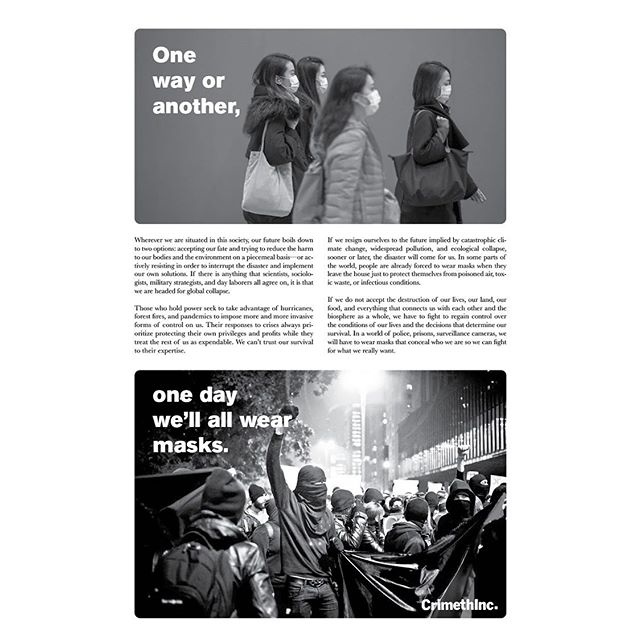 One
way or
another,
Wherever we are situated in this society, our future boils down
to two options: accepting our fate and trying to reduce the harm
to our bodies and the environment on a piecemeal basis—or ac-
tively resisting in order to interrupt the disaster and implement
our own solutions. If there is anything that scientists, sociolo-
gists, military strategists, and day laborers all agree on, it is that
we are headed for global collapse.
Those who hold power seek to take advantage of hurricanes,
forest fires, and pandemics to impose more and more invasive
forms of control on us. Their responses to crises always pri-
oritize protecting their own privileges and profits while they
treat the rest of us as expendable. We can't trust our survival
to their expertise.
If we resign ourselves to the future implied by catastrophic cli-
mate change, widespread pollution, and ecological collapse,
sooner or later, the disaster will come for us. In some parts of
the world, people are already forced to wear masks when they
leave the house just to protect themselves from poisoned air, tox-
ic waste, or infectious conditions.
If we do not accept the destruction of our lives, our land, our
food, and everything that connects us with each other and the
biosphere as a whole, we have to fight to regain control over
the conditions of our lives and the decisions that determine our
survival. In a world of police, prisons, surveillance cameras, we
will have to wear masks that conceal who we are so we can fight
for what we really want.
one day
we'll all wear
masks.
CrimethInc.